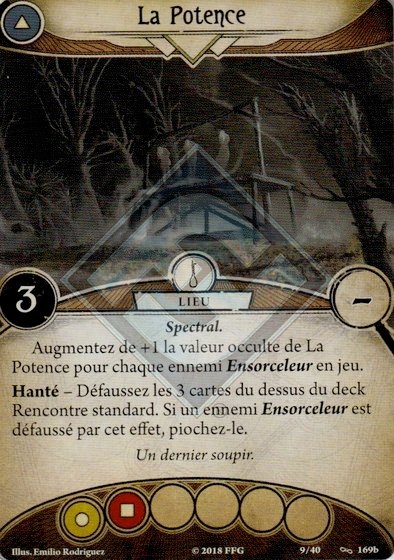 La Potence
3
LIEU
-
Spectral.
Augmentez de +1 la valeur occulte de La
Potence pour chaque ennemi Ensorceleur en jeu.
Hanté – Défaussez les 3 cartes du dessus du deck
Rencontre standard. Si un ennemi Ensorceleur est
défaussé par cet effet, piochez-le.
Un dernier soupir.
Illus. Emilio Rodriguez
© 2018 FFG
9/40
169b